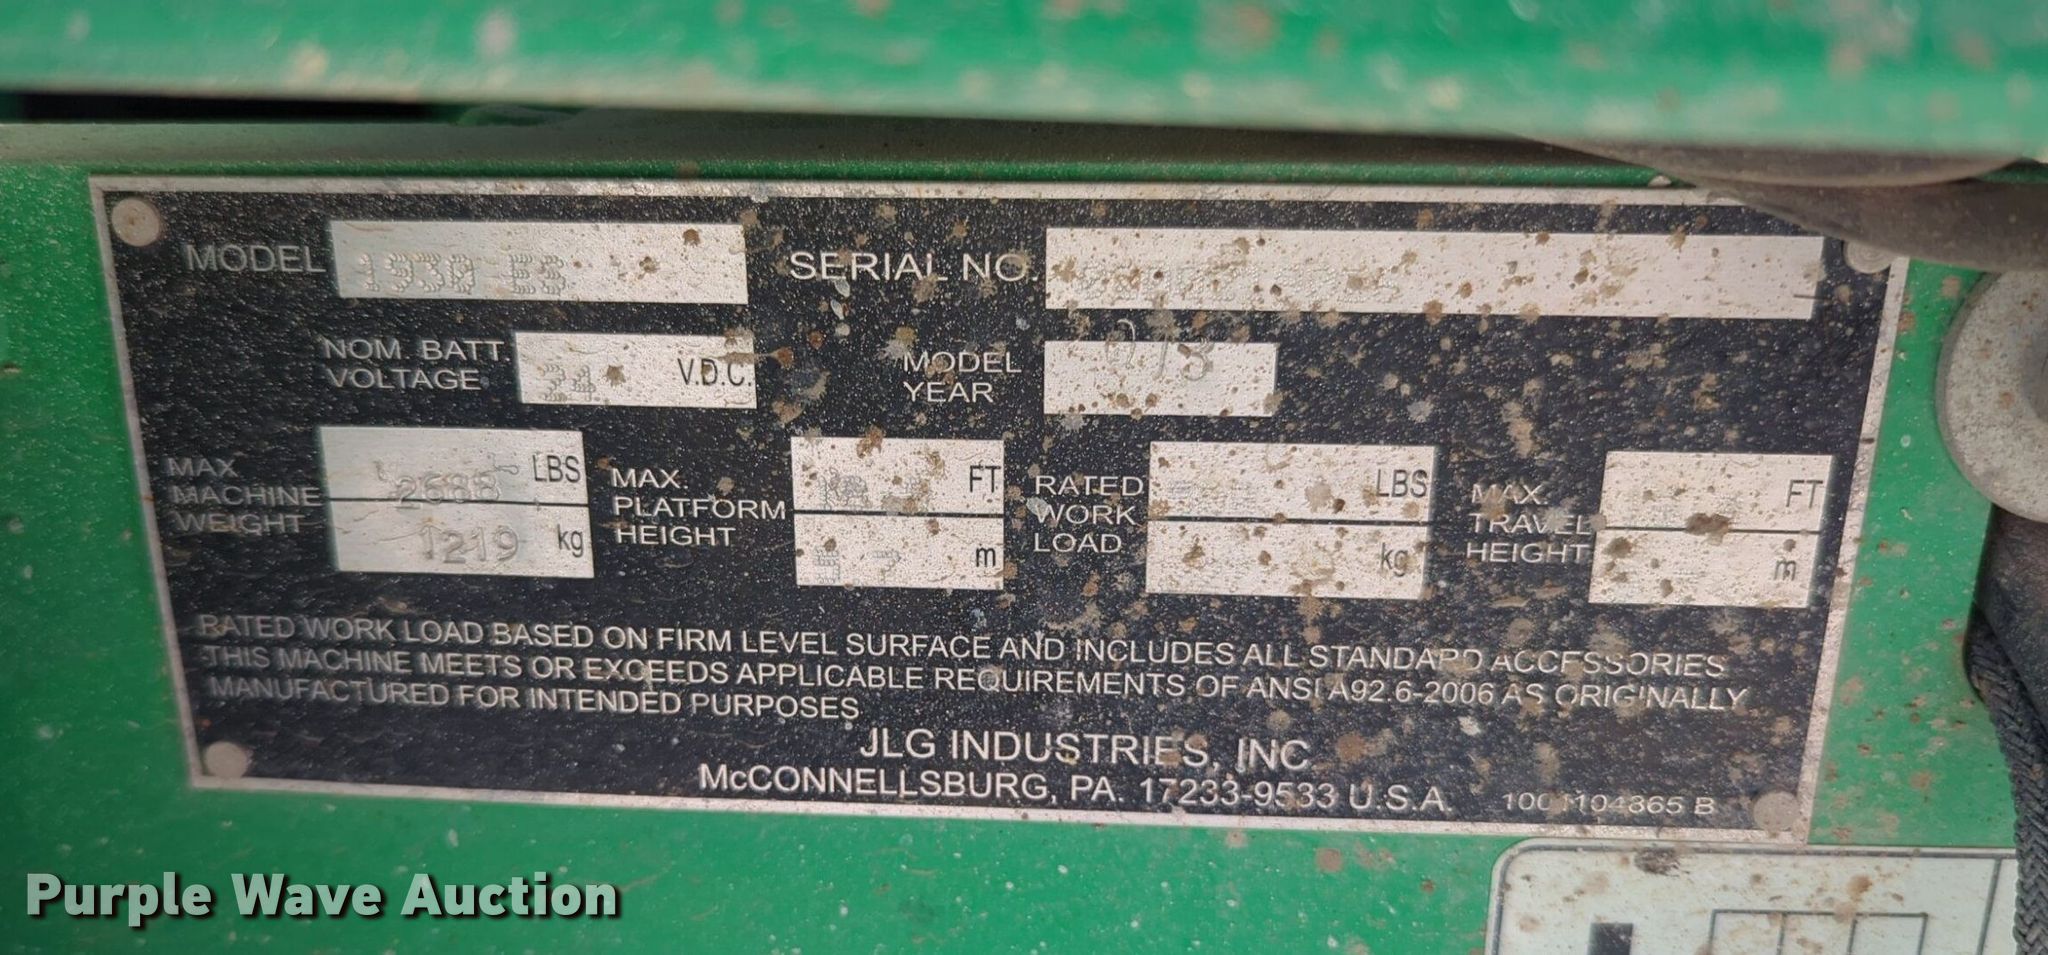 MODEL 1930 ES SERIAL NO.
NOM. BATT. VOLTAGE 24 V.D.C. MODEL YEAR
MAX MACHINE WEIGHT 2688 LBS 1219 kg MAX. PLATFORM HEIGHT FT m RATED WORK LOAD LBS kg MAX. TRAVEL HEIGHT FT m
RATED WORK LOAD BASED ON FIRM LEVEL SURFACE AND INCLUDES ALL STANDARD ACCESSORIES
THIS MACHINE MEETS OR EXCEEDS APPLICABLE REQUIREMENTS OF ANSI A92.6-2006 AS ORIGINALLY
MANUFACTURED FOR INTENDED PURPOSES
JLG INDUSTRIES, INC
McCONNELLSBURG, PA. 17233-9533 U.S.A. 1001104865 B
Purple Wave Auction